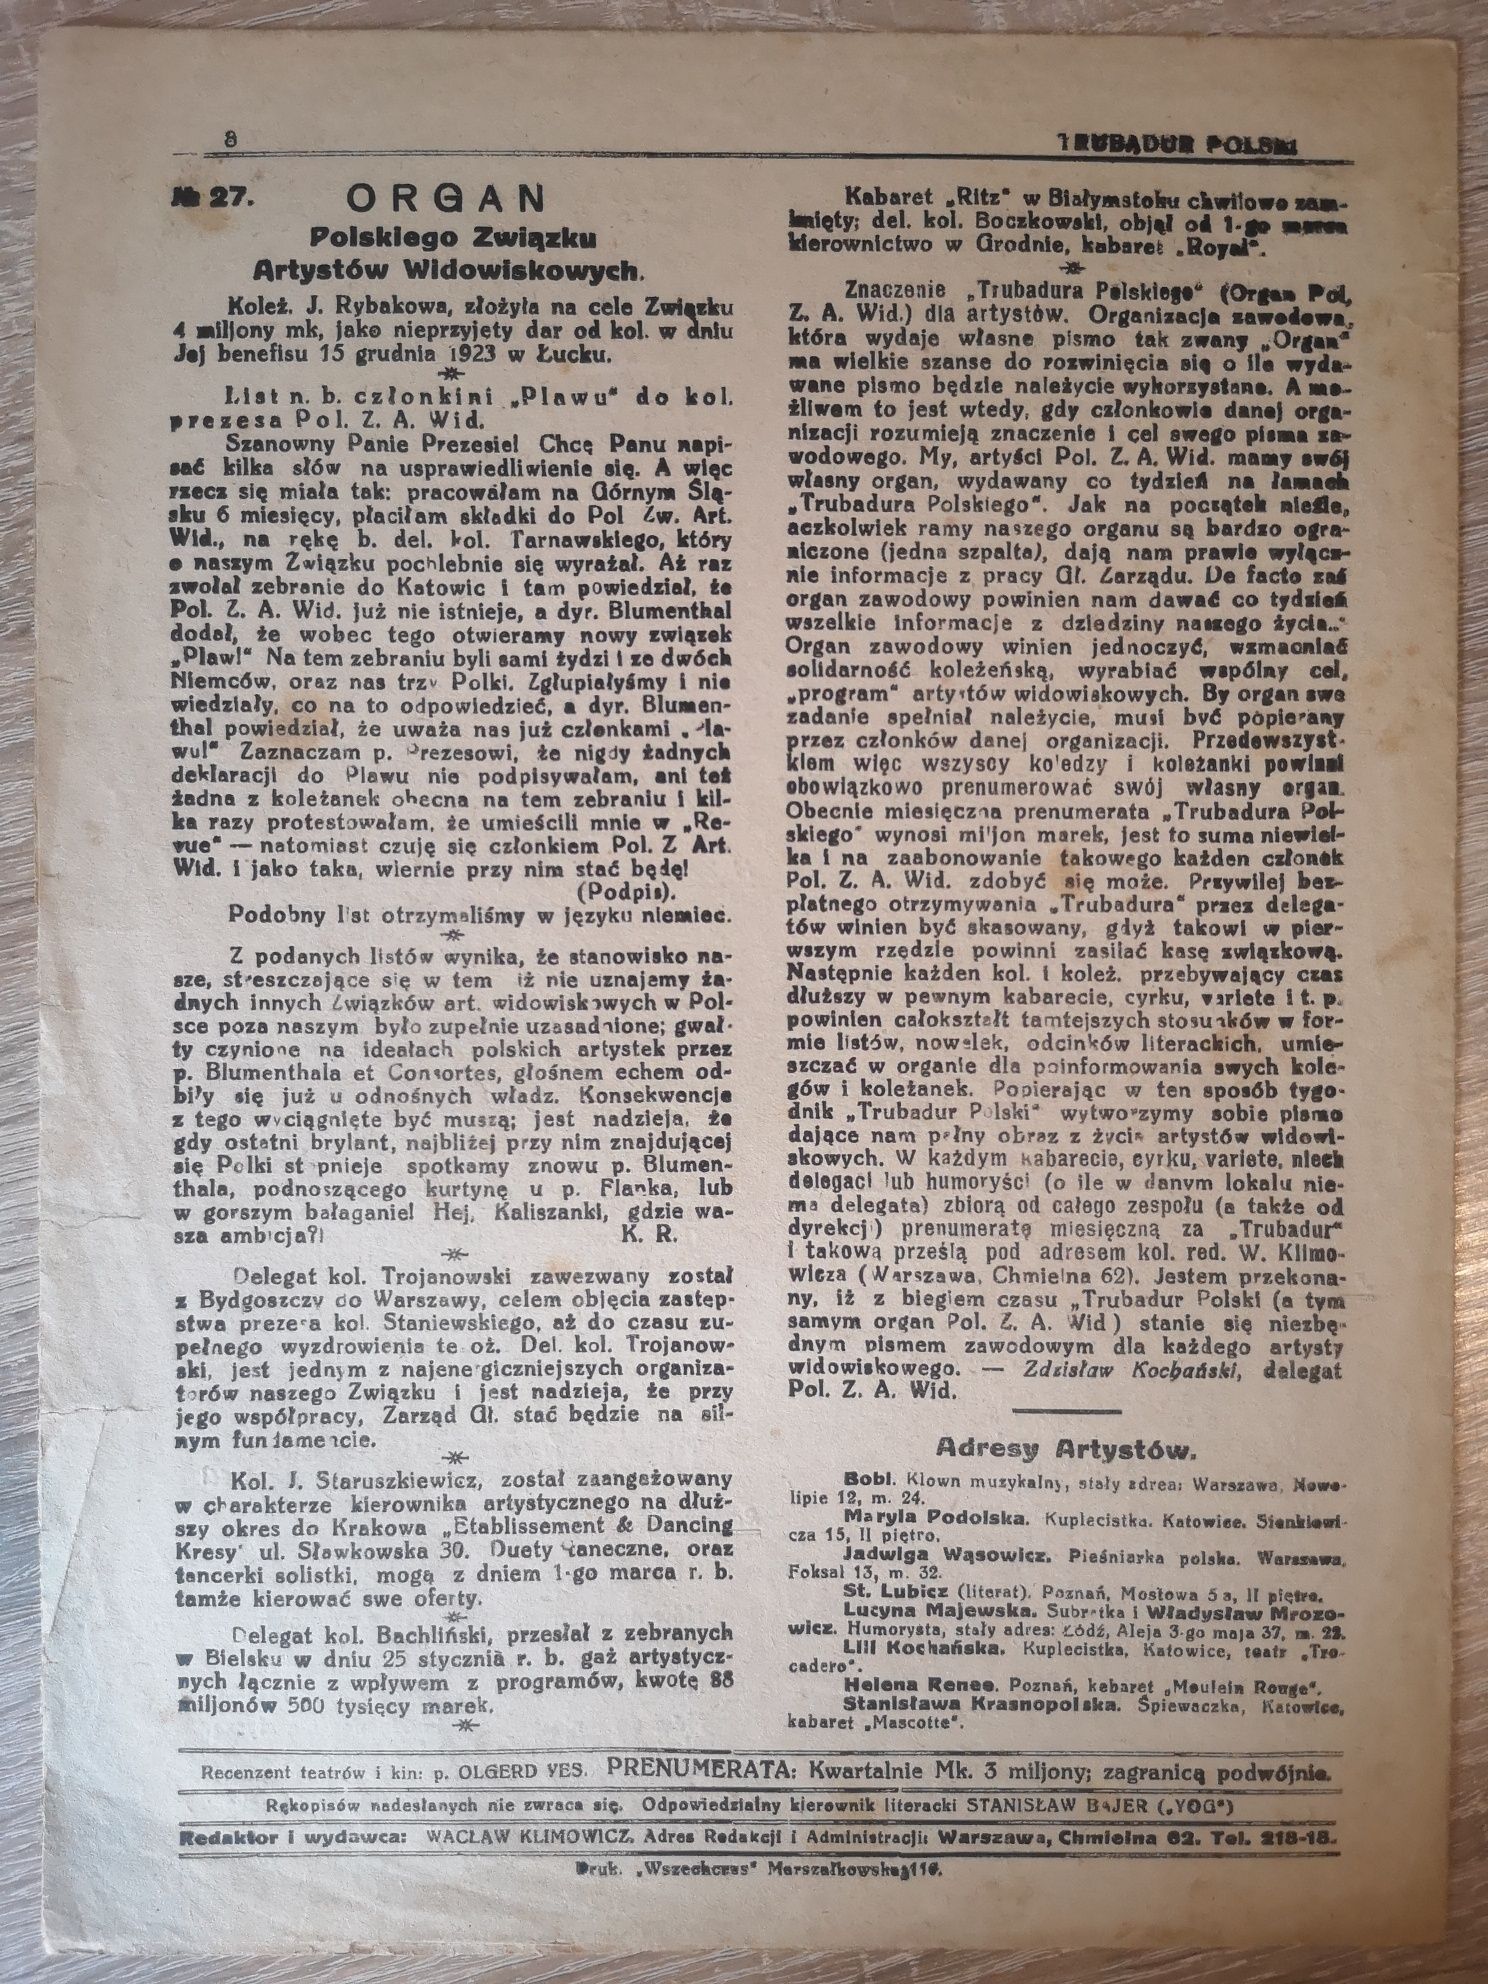 8
TRUBADUR POLSKI
№ 27.
ORGAN
Polskiego Związku
Artystów Widowiskowych.
Koleż. J. Rybakowa, złożyła na cele Związku
4 miljony mk, jako nieprzyjęty dar od kol. w dniu
Jej benefisu 15 grudnia 1923 w Łucku.
List n. b. członkini „Plawu" do kol.
prezesa Pol. Z. A. Wid.
Szanowny Panie Prezesie! Chcę Panu napi-
sać kilka słów na usprawiedliwienie się. A więc
rzecz się miała tak: pracowałam na Górnym Ślą-
sku 6 miesięcy, płaciłam składki do Pol Zw. Art.
Wid., na rękę b. del. kol. Tarnawskiego, który
o naszym Związku pochlebnie się wyrażał. Aż raz
zwołał zebranie do Katowic i tam powiedział, że
Pol. Z. A. Wid. już nie istnieje, a dyr. Blumenthal
dodał, że wobec tego otwieramy nowy związek
„Plawl" Na tem zebraniu byli sami żydzi i ze dwóch
Niemców, oraz nas trzy Polki. Zgłupiałyśmy i nie
wiedziały, co na to odpowiedzieć, a dyr. Blumen-
thal powiedział, że uważa nas już członkami „Pla-
wu!" Zaznaczam p. Prezesowi, że nigdy żadnych
deklaracji do Plawu nie podpisywałam, ani też
żadna z koleżanek obecna na tem zebraniu i kil-
ka razy protestowałam, że umieścili mnie w „Re-
vue" — natomiast czuję się członkiem Pol. Z Art.
Wid. i jako taka, wiernie przy nim stać będę!
(Podpis).
Podobny list otrzymaliśmy w języku niemiec.
Z podanych listów wynika, że stanowisko na-
sze, streszczające się w tem iż nie uznajemy ża-
dnych innych Związków art. widowiskowych w Pol-
sce poza naszym było zupełnie uzasadnione; gwał-
ty czynione na ideałach polskich artystek przez
p. Blumenthala et Consortes, głośnem echem od-
biły się już u odnośnych władz. Konsekwencje
z tego wyciągnięte być muszą; jest nadzieja, że
gdy ostatni brylant, najbliżej przy nim znajdującej
się Polki stopnieje spotkamy znowu p. Blumen-
thala, podnoszącego kurtynę u p. Flanka, lub
w gorszym bałaganie! Hej, Kaliszanki, gdzie wa-
sza ambicja?! K. R.
Delegat kol. Trojanowski zawezwany został
z Bydgoszczy do Warszawy, celem objęcia zastęp-
stwa prezesa kol. Staniewskiego, aż do czasu zu-
pełnego wyzdrowienia tegoż. Del. kol. Trojanow-
ski, jest jednym z najenergiczniejszych organiza-
torów naszego Związku i jest nadzieja, że przy
jego współpracy, Zarząd Gł. stać będzie na sil-
nym fundamencie.
Kol. J. Staruszkiewicz, został zaangażowany
w charakterze kierownika artystycznego na dłuż-
szy okres do Krakowa „Etablissement & Dancing
Kresy" ul. Sławkowska 30. Duety taneczne, oraz
tancerki solistki, mogą z dniem 1-go marca r. b.
tamże kierować swe oferty.
Delegat kol. Bachliński, przesłał z zebranych
w Bielsku w dniu 25 stycznia r. b. gaż artystycz-
nych łącznie z wpływem z programów, kwotę 88
miljonów 500 tysięcy marek.
Kabaret „Ritz" w Białymstoku chwilowo zam-
knięty; del. kol. Boczkowski, objął od 1-go marca
kierownictwo w Grodnie, kabaret „Royal".
Znaczenie „Trubadura Polskiego" (Organ Pol.
Z. A. Wid.) dla artystów. Organizacja zawodowa,
która wydaje własne pismo tak zwany „Organ"
ma wielkie szanse do rozwinięcia się o ile wyda-
wane pismo będzie należycie wykorzystane. A mo-
żliwem to jest wtedy, gdy członkowie danej orga-
nizacji rozumieją znaczenie i cel swego pisma za-
wodowego. My, artyści Pol. Z. A. Wid. mamy swój
własny organ, wydawany co tydzień na łamach
„Trubadura Polskiego". Jak na początek nieźle,
aczkolwiek ramy naszego organu są bardzo ogra-
niczone (jedna szpalta), dają nam prawie wyłącz-
nie informacje z pracy Gł. Zarządu. De facto zaś
organ zawodowy powinien nam dawać co tydzień
wszelkie informacje z dziedziny naszego życia..."
Organ zawodowy winien jednoczyć, wzmacniać
solidarność koleżeńską, wyrabiać wspólny cel,
„program" artystów widowiskowych. By organ swe
zadanie spełniał należycie, musi być popierany
przez członków danej organizacji. Przedewszyst-
kiem więc wszyscy koledzy i koleżanki powinni
obowiązkowo prenumerować swój własny organ.
Obecnie miesięczna prenumerata „Trubadura Pol-
skiego" wynosi miljon marek, jest to suma niewiel-
ka i na zaabonowanie takowego każden członek
Pol. Z. A. Wid. zdobyć się może. Przywilej bez-
płatnego otrzymywania „Trubadura" przez delega-
tów winien być skasowany, gdyż takowi w pier-
wszym rzędzie powinni zasilać kasę związkową.
Następnie każden kol. i koleż. przebywający czas
dłuższy w pewnym kabarecie, cyrku, variete i t. p.
powinien całokształt tamtejszych stosunków w for-
mie listów, nowelek, odcinków literackich, umie-
szczać w organie dla poinformowania swych kole-
gów i koleżanek. Popierając w ten sposób tygo-
dnik „Trubadur Polski" wytworzymy sobie pismo
dające nam pełny obraz z życia artystów widowi-
skowych. W każdym kabarecie, cyrku, variete, niech
delegaci lub humoryści (o ile w danym lokalu nie-
ma delegata) zbiorą od całego zespołu (a także od
dyrekcji) prenumeratę miesięczną za „Trubadur"
i takową prześlą pod adresem kol. red. W. Klimo-
wicza (Warszawa, Chmielna 62). Jestem przekona-
ny, iż z biegiem czasu „Trubadur Polski (a tym
samym organ Pol. Z. A. Wid) stanie się niezbę-
dnym pismem zawodowym dla każdego artysty
widowiskowego. — Zdzisław Kochański, delegat
Pol. Z. A. Wid.
Adresy Artystów.
Bobi. Klown muzykalny, stały adres: Warszawa, Nowo-
lipie 12, m. 24.
Maryla Podolska. Kuplecistka. Katowice. Sienkiewi-
cza 15, II piętro.
Jadwiga Wąsowicz. Pieśniarka polska. Warszawa,
Foksal 13, m. 32.
St. Lubicz (literat). Poznań, Mostowa 5a, II piętro.
Lucyna Majewska. Subretka i Władysław Mrozo-
wicz. Humorysta, stały adres: Łódź, Aleja 3-go maja 37, m. 22.
Lili Kochańska. Kuplecistka, Katowice, teatr „Tro-
cadero".
Helena Renee. Poznań, kabaret „Moulein Rouge".
Stanisława Krasnopolska. Śpiewaczka, Katowice,
kabaret „Mascotte".
Recenzent teatrów i kin: p. OLGERD YES. PRENUMERATA: Kwartalnie Mk. 3 miljony; zagranicą podwójnie.
Rękopisów nadesłanych nie zwraca się. Odpowiedzialny kierownik literacki STANISŁAW BAJER („YOG")
Redaktor i wydawca: WACŁAW KLIMOWICZ. Adres Redakcji i Administracji: Warszawa, Chmielna 62. Tel. 218-18.
Druk. „Wszechczas" Marszałkowska 116.